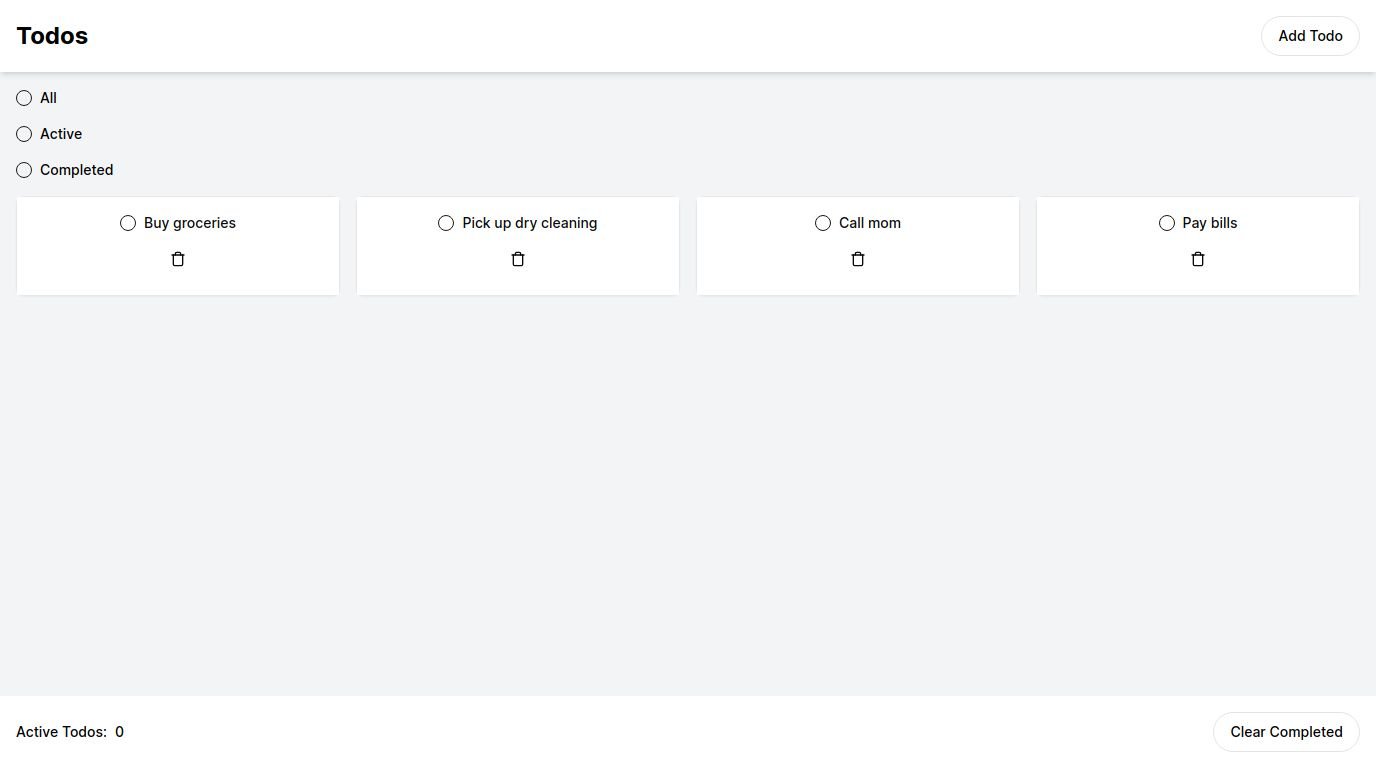 Todos
Add Todo
All
Active
Completed
Buy groceries
Pick up dry cleaning
Call mom
Pay bills
Active Todos: 0
Clear Completed